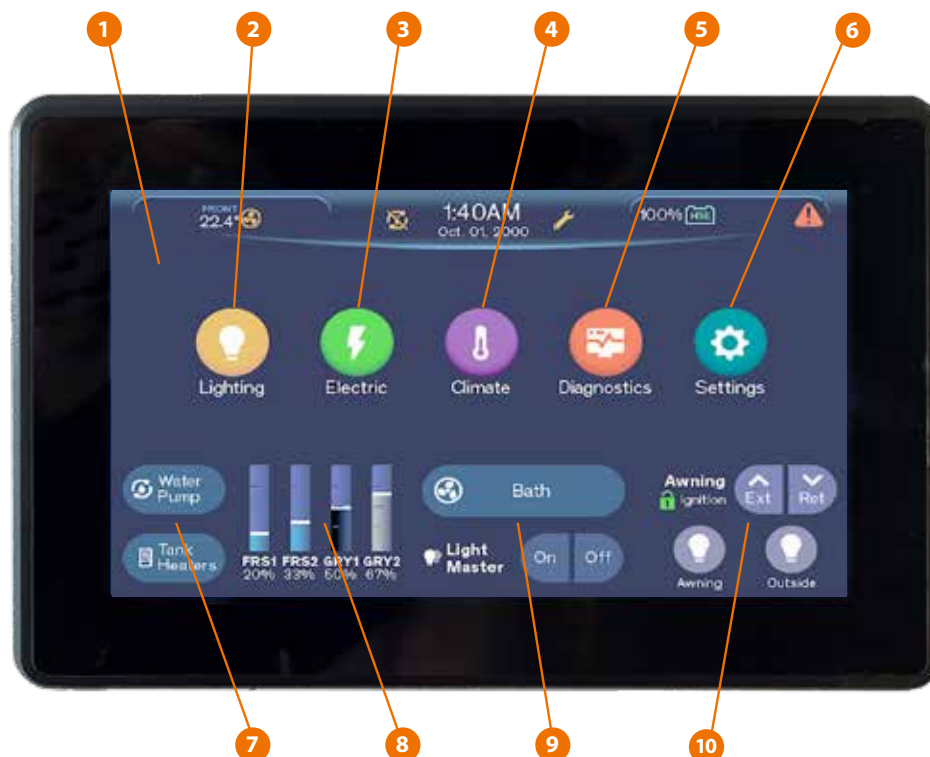 1 2 3 4 5 6
FRONT
22.4°
1:40AM
Oct. 01, 2000
100% HSE
Lighting Electric Climate Diagnostics Settings
Water
Pump
Tank
Heaters
FRS1 FRS2 GRY1 GRY2
20% 33% 50% 67%
Bath
Light
Master
On Off
Awning
Ignition
Ext Ret
Awning Outside
7 8 9 10